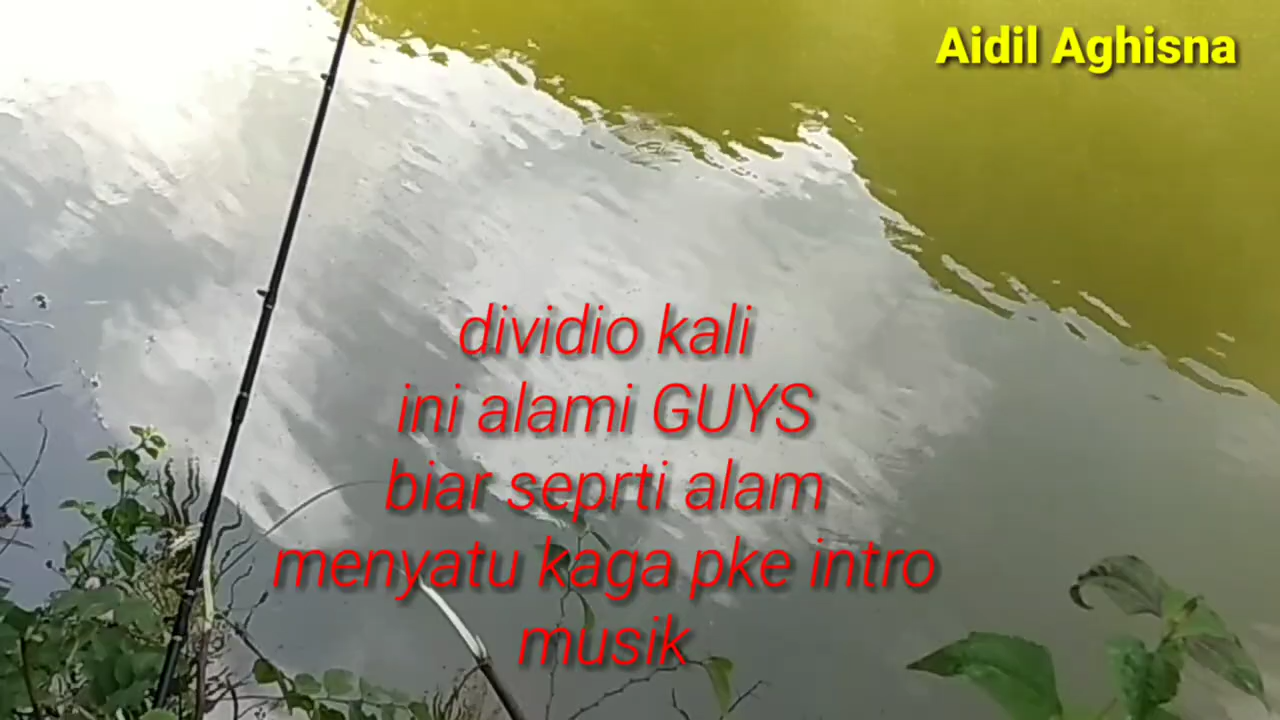 Aidil Aghisna
dividio kali
ini alami GUYS
biar seprti alam
menyatu kaga pke intro
musik